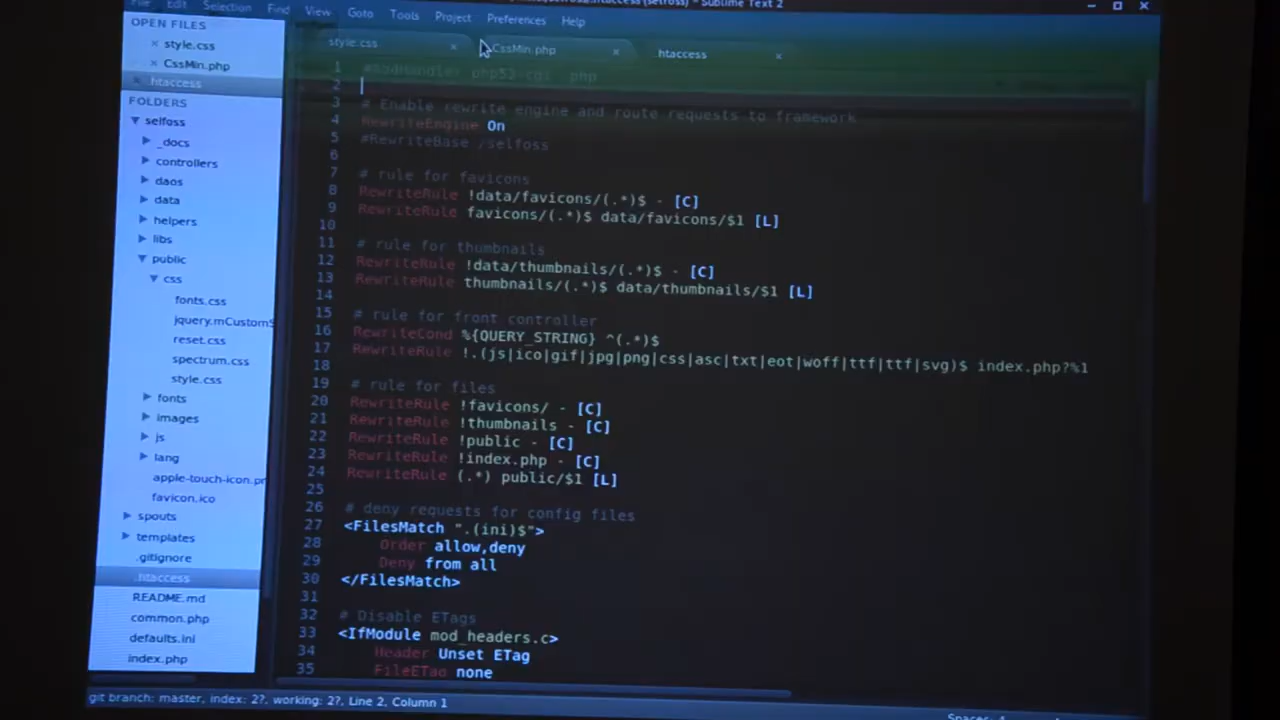 .htaccess (selfoss) - Sublime Text 2
File Edit Selection Find View Goto Tools Project Preferences Help
OPEN FILES
× style.css
× CssMin.php
× htaccess
FOLDERS
▼ selfoss
▶ _docs
▶ controllers
▶ daos
▶ data
▶ helpers
▶ libs
▼ public
▼ css
fonts.css
jquery.mCustomS
reset.css
spectrum.css
style.css
▶ fonts
▶ images
▶ js
▶ lang
apple-touch-icon.pr
favicon.ico
▶ spouts
▶ templates
.gitignore
.htaccess
README.md
common.php
defaults.ini
index.php
style.css × CssMin.php × htaccess ×
1 #addHandler php53-cgi .php
2
3 # Enable rewrite engine and route requests to framework
4 RewriteEngine On
5 #RewriteBase /selfoss
6
7 # rule for favicons
8 RewriteRule !data/favicons/(.*)$ - [C]
9 RewriteRule favicons/(.*)$ data/favicons/$1 [L]
10
11 # rule for thumbnails
12 RewriteRule !data/thumbnails/(.*)$ - [C]
13 RewriteRule thumbnails/(.*)$ data/thumbnails/$1 [L]
14
15 # rule for front controller
16 RewriteCond %{QUERY_STRING} ^(.*)$
17 RewriteRule !.(js|ico|gif|jpg|png|css|asc|txt|eot|woff|ttf|ttf|svg)$ index.php?%1
18
19 # rule for files
20 RewriteRule !favicons/ - [C]
21 RewriteRule !thumbnails - [C]
22 RewriteRule !public - [C]
23 RewriteRule !index.php - [C]
24 RewriteRule (.*) public/$1 [L]
25
26 # deny requests for config files
27 <FilesMatch ".(ini)$">
28 Order allow,deny
29 Deny from all
30 </FilesMatch>
31
32 # Disable ETags
33 <IfModule mod_headers.c>
34 Header Unset ETag
35 FileETag none
git branch: master, index: 2?, working: 2?, Line 2, Column 1
Spaces: 4